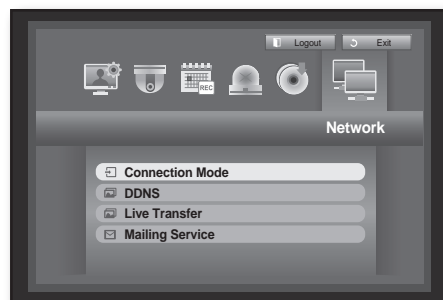 Logout
Exit
REC
Network
Connection Mode
DDNS
Live Transfer
Mailing Service